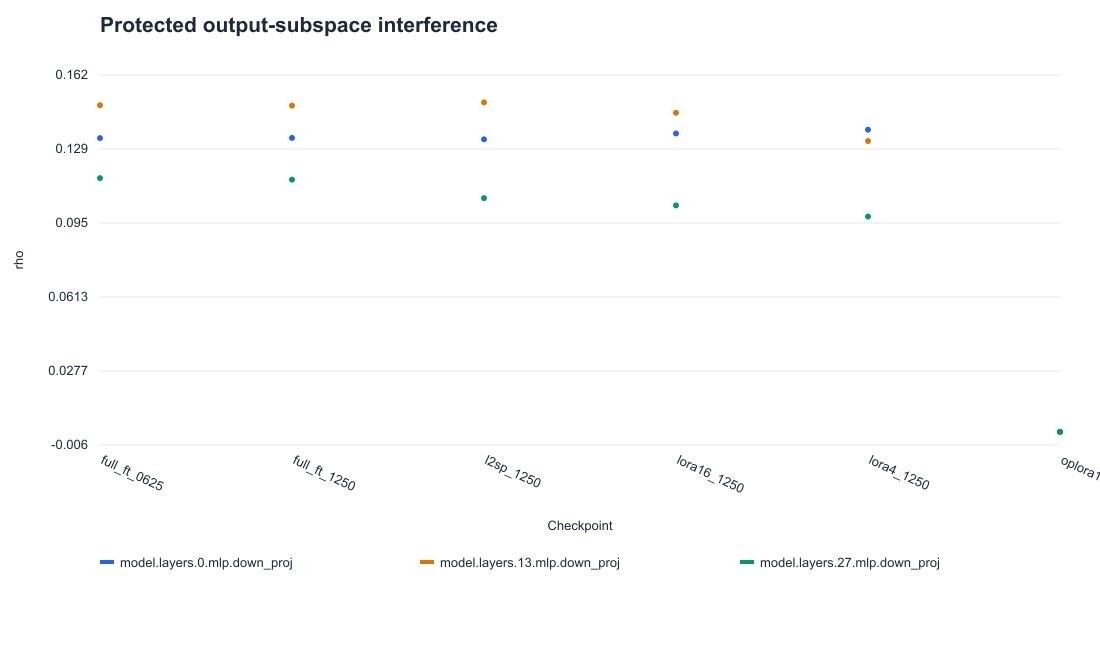 Protected output-subspace interference
0.162
0.129
0.095
0.0613
0.0277
-0.006
rho
full_ft_0625
full_ft_1250
l2sp_1250
lora16_1250
lora4_1250
oplora1
Checkpoint
model.layers.0.mlp.down_proj
model.layers.13.mlp.down_proj
model.layers.27.mlp.down_proj